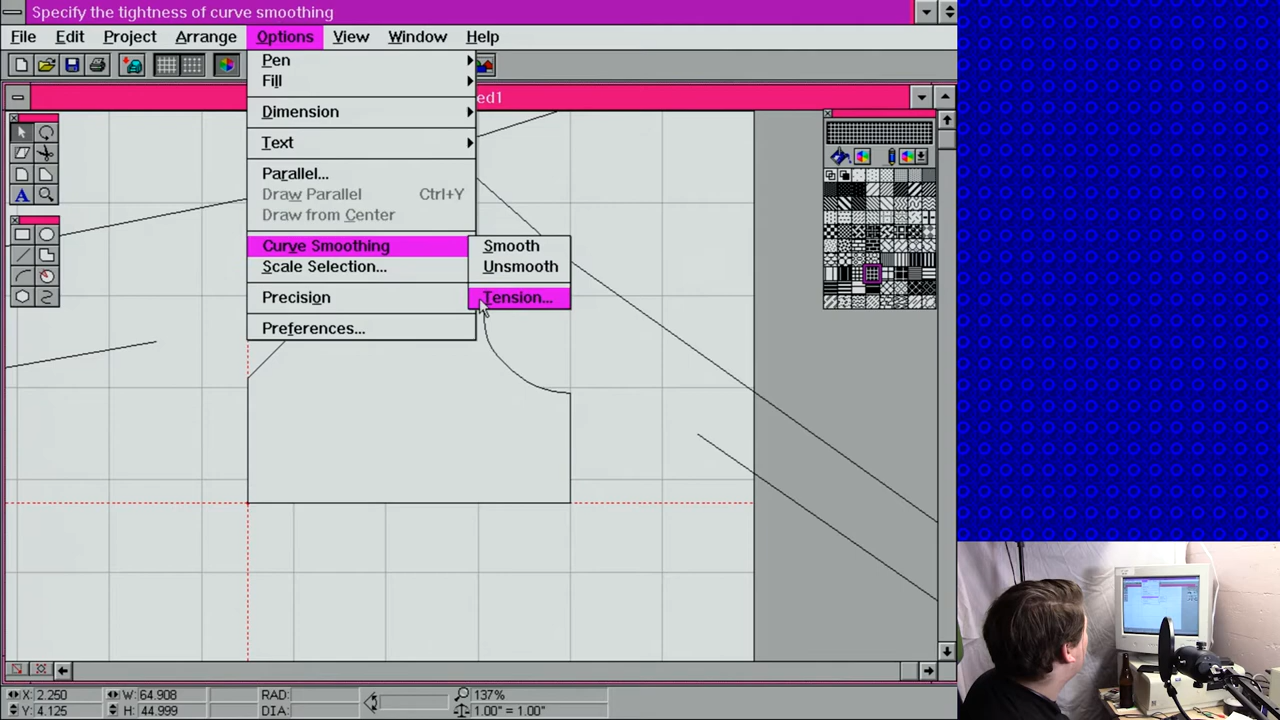 Specify the tightness of curve smoothing
File Edit Project Arrange Options View Window Help
ed1
Pen
Fill
Dimension
Text
Parallel...
Draw Parallel Ctrl+Y
Draw from Center
Curve Smoothing
Scale Selection...
Precision
Preferences...
Smooth
Unsmooth
Tension...
A
X: 2.250 W: 64.908 RAD: 137%
Y: 4.125 H: 44.999 DIA: 1.00" = 1.00"